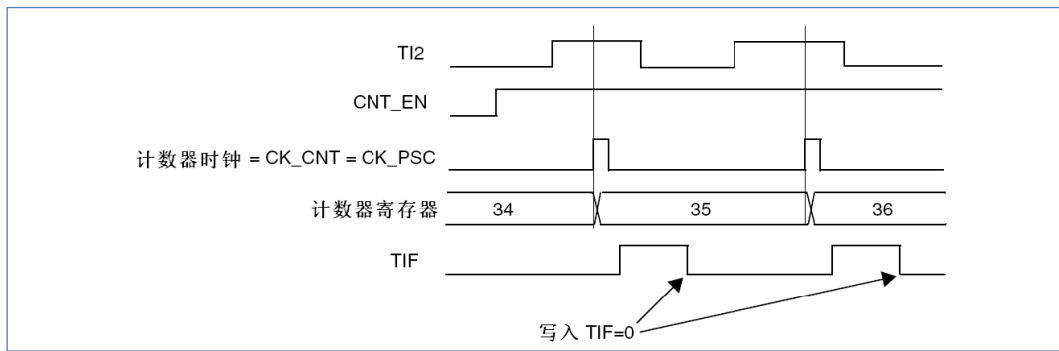 TI2
CNT_EN
计数器时钟 = CK_CNT = CK_PSC
计数器寄存器 34 35 36
TIF
写入 TIF=0